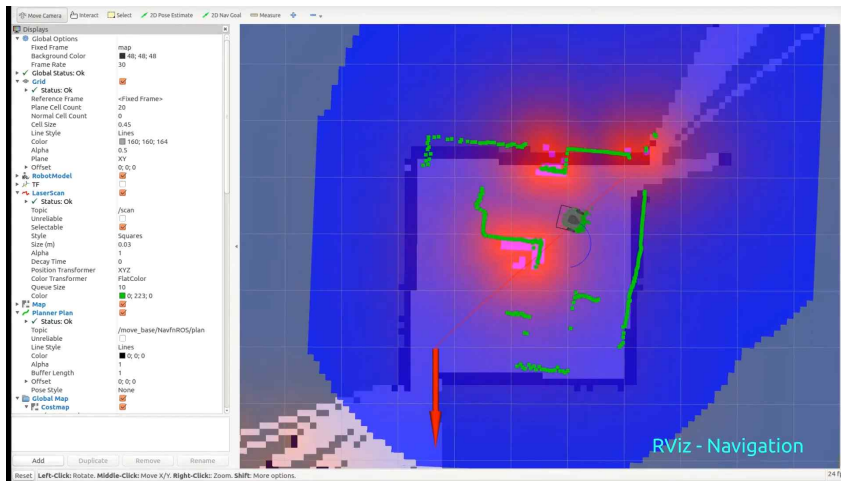 Move Camera Interact Select 2D Pose Estimate 2D Nav Goal Measure
Displays
Global Options
Fixed Frame map
Background Color 48; 48; 48
Frame Rate 30
Global Status: Ok
Grid
Status: Ok
Reference Frame <Fixed Frame>
Plane Cell Count 20
Normal Cell Count 0
Cell Size 0.45
Line Style Lines
Color 160; 160; 164
Alpha 0.5
Plane XY
Offset 0; 0; 0
RobotModel
TF
LaserScan
Status: Ok
Topic /scan
Unreliable
Selectable
Style Squares
Size (m) 0.03
Alpha 1
Decay Time 0
Position Transformer XYZ
Color Transformer FlatColor
Queue Size 10
Color 0; 223; 0
Map
Planner Plan
Status: Ok
Topic /move_base/NavfnROS/plan
Unreliable
Line Style Lines
Color 0; 0; 0
Alpha 1
Buffer Length 1
Offset 0; 0; 0
Pose Style None
Global Map
Costmap
Add Duplicate Remove Rename
RViz - Navigation
Reset Left-Click: Rotate. Middle-Click: Move X/Y. Right-Click: Zoom. Shift: More options. 24 f